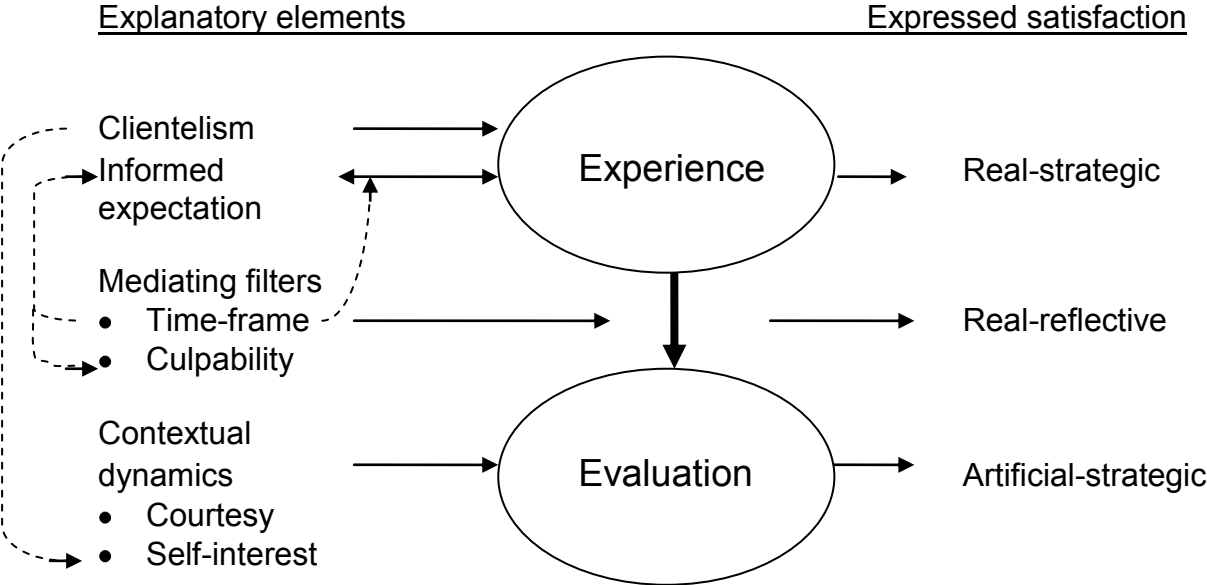 Explanatory elements Expressed satisfaction
Clientelism
Informed
expectation
Experience
Real-strategic
Mediating filters
• Time-frame
• Culpability
Real-reflective
Contextual
dynamics
• Courtesy
• Self-interest
Evaluation
Artificial-strategic